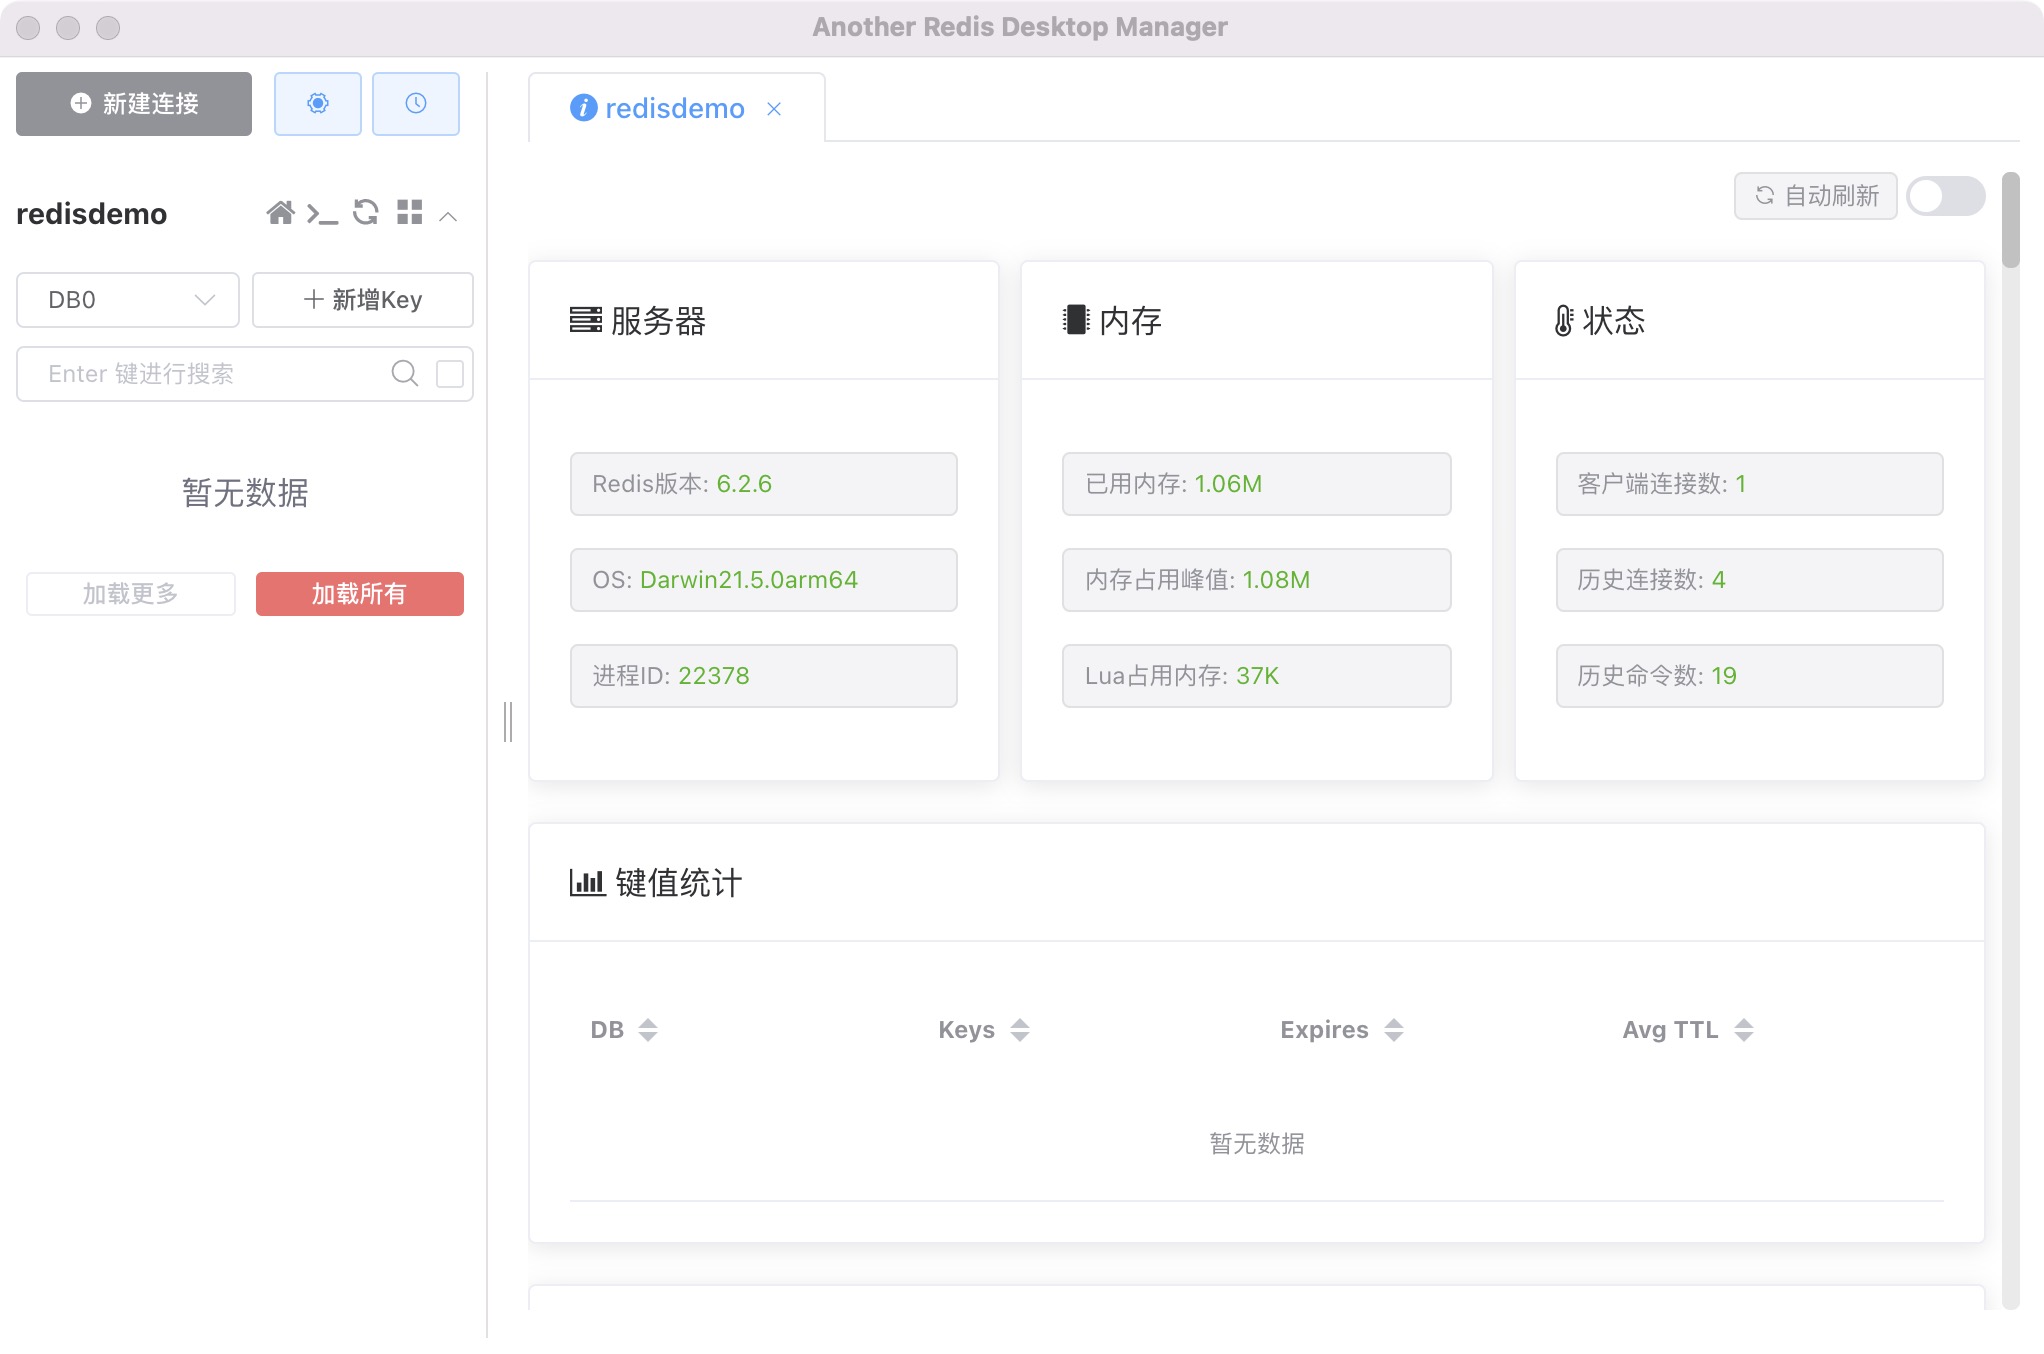 Another Redis Desktop Manager
新建连接
redisdemo
redisdemo
自动刷新
DB0
新增Key
Enter 键进行搜索
暂无数据
加载更多
加载所有
服务器
Redis版本: 6.2.6
OS: Darwin21.5.0arm64
进程ID: 22378
内存
已用内存: 1.06M
内存占用峰值: 1.08M
Lua占用内存: 37K
状态
客户端连接数: 1
历史连接数: 4
历史命令数: 19
键值统计
DB Keys Expires Avg TTL
暂无数据